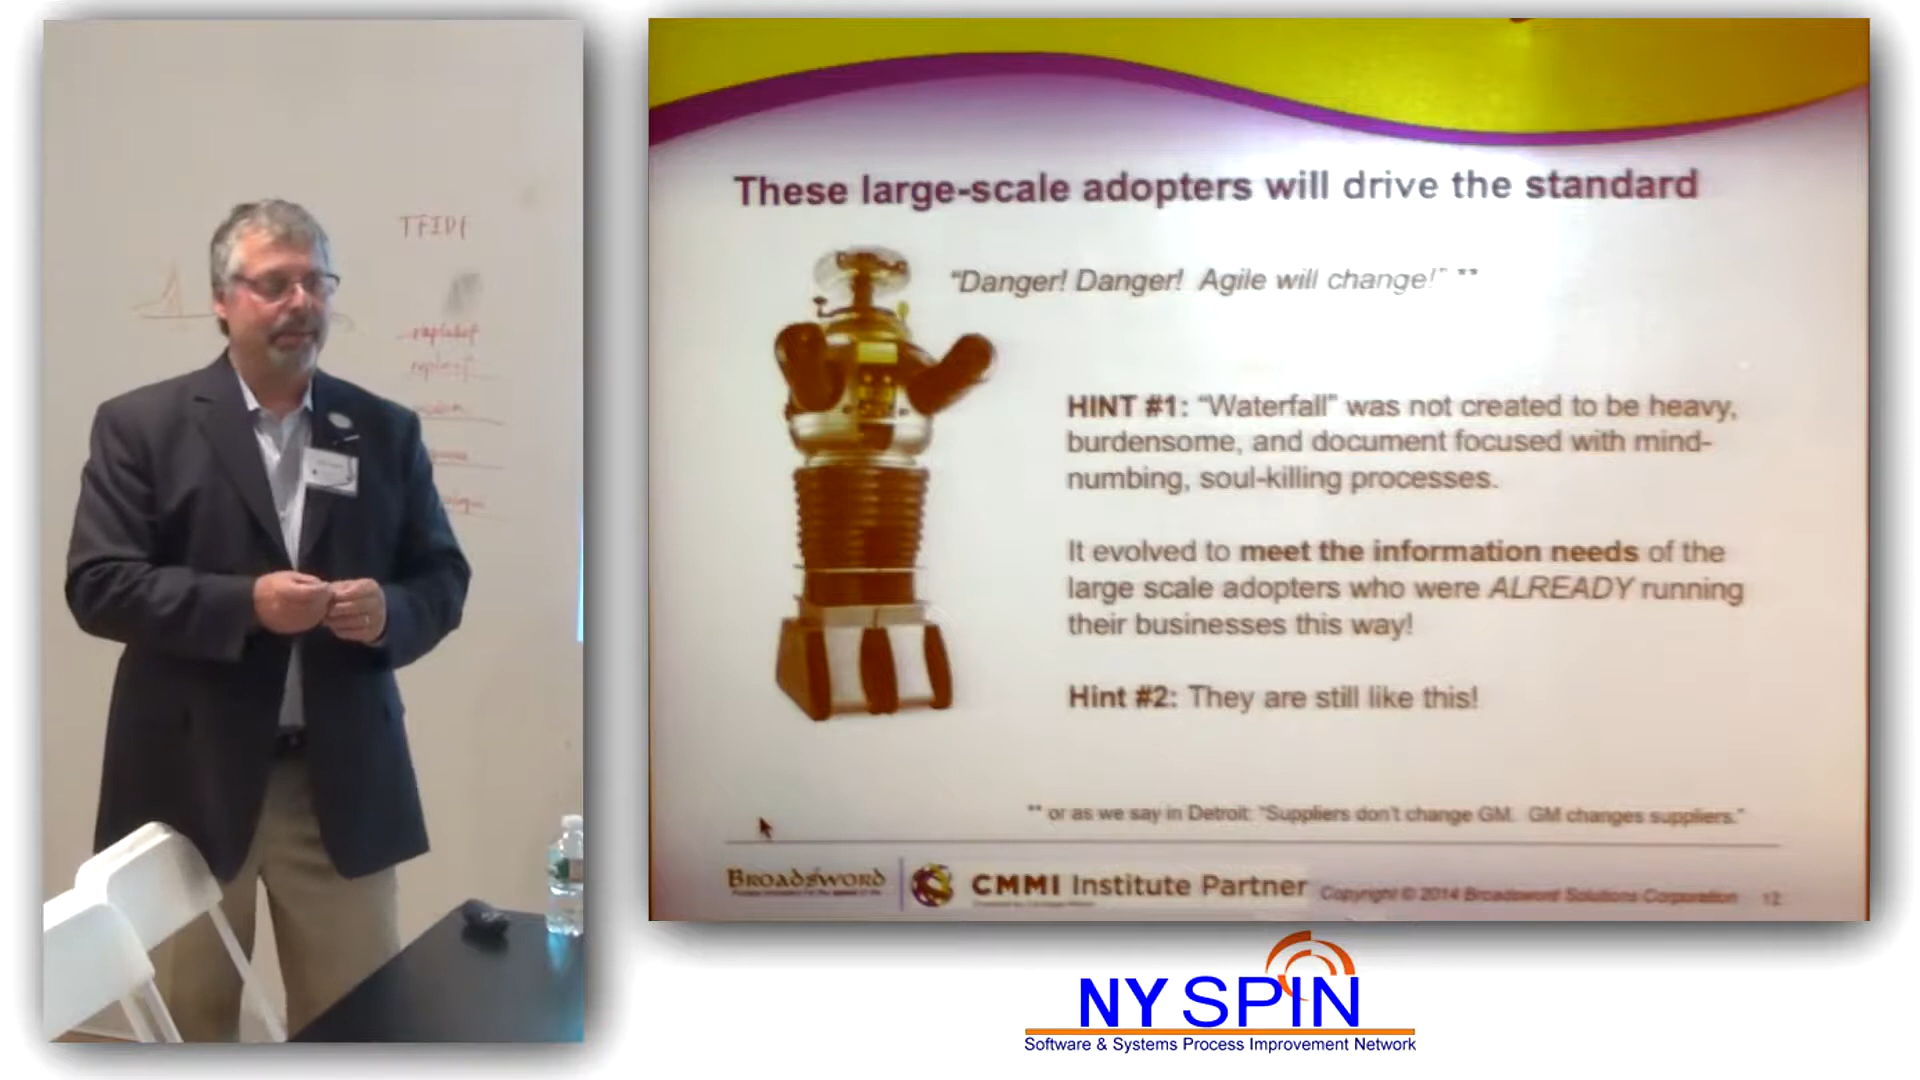 TFIDF
These large-scale adopters will drive the standard
"Danger! Danger! Agile will change!" **
HINT #1: "Waterfall" was not created to be heavy,
burdensome, and document focused with mind-
numbing, soul-killing processes.
It evolved to meet the information needs of the
large scale adopters who were ALREADY running
their businesses this way!
Hint #2: They are still like this!
** or as we say in Detroit: "Suppliers don't change GM. GM changes suppliers."
BROADSWORD
CMMI Institute Partner
Copyright © 2014 Broadsword Solutions Corporation
12
NY SPIN
Software & Systems Process Improvement Network